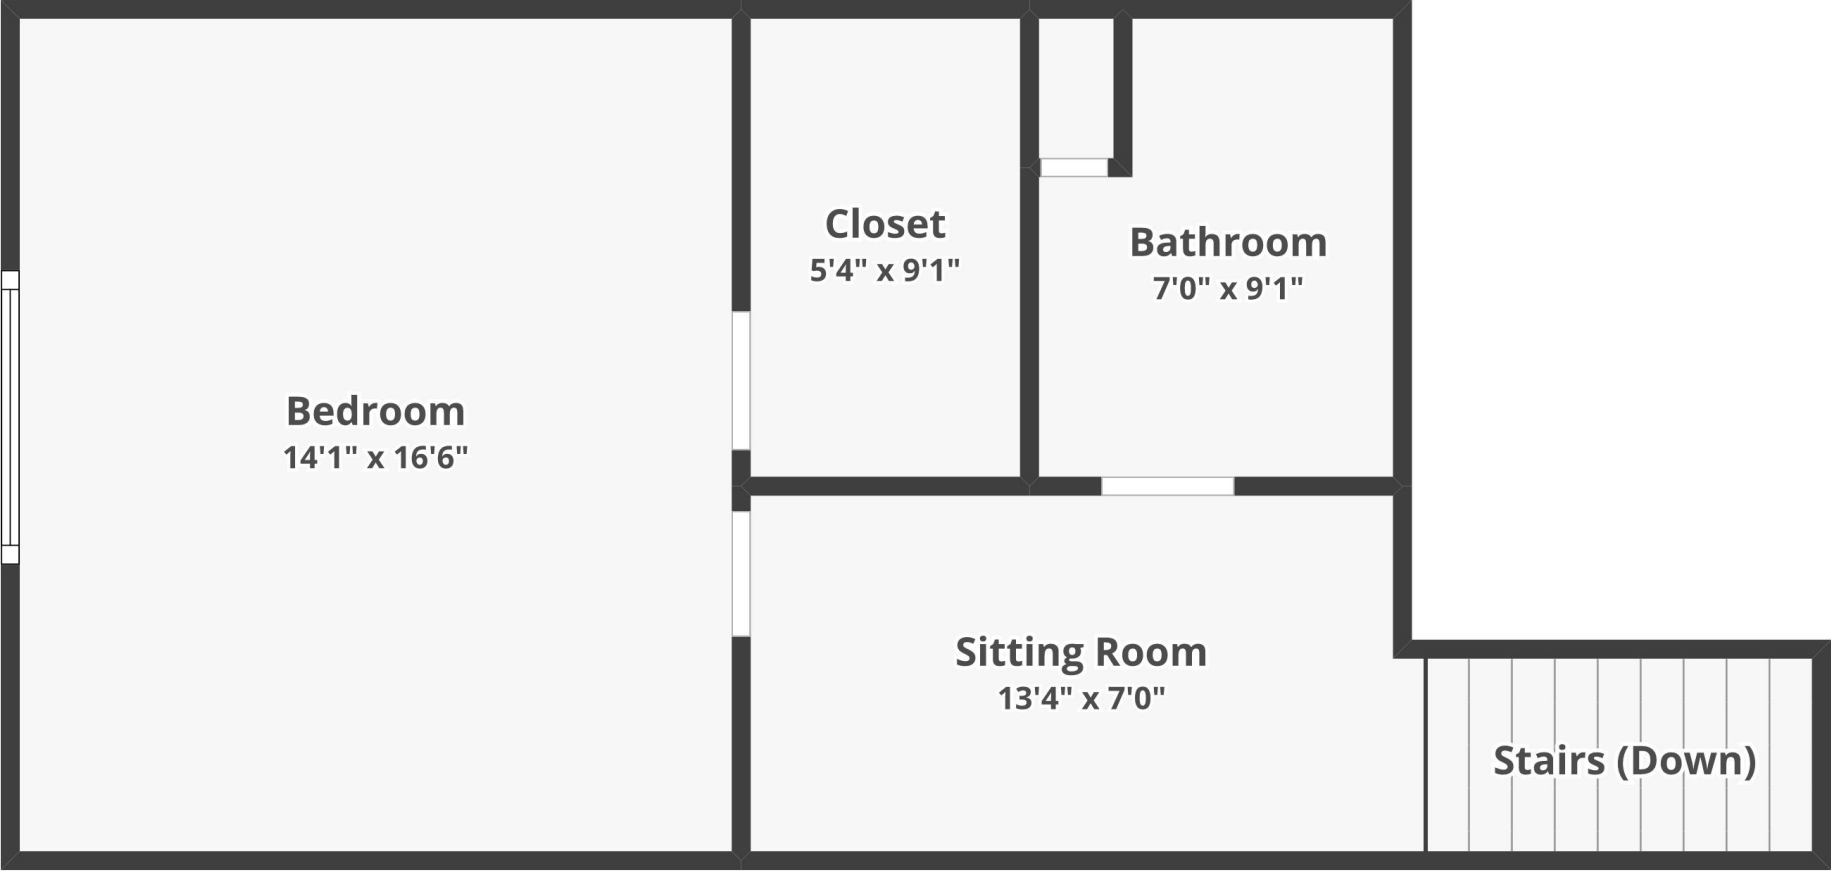 Closet
5'4" x 9'1"
Bathroom
7'0" x 9'1"
Bedroom
14'1" x 16'6"
Sitting Room
13'4" x 7'0"
Stairs (Down)